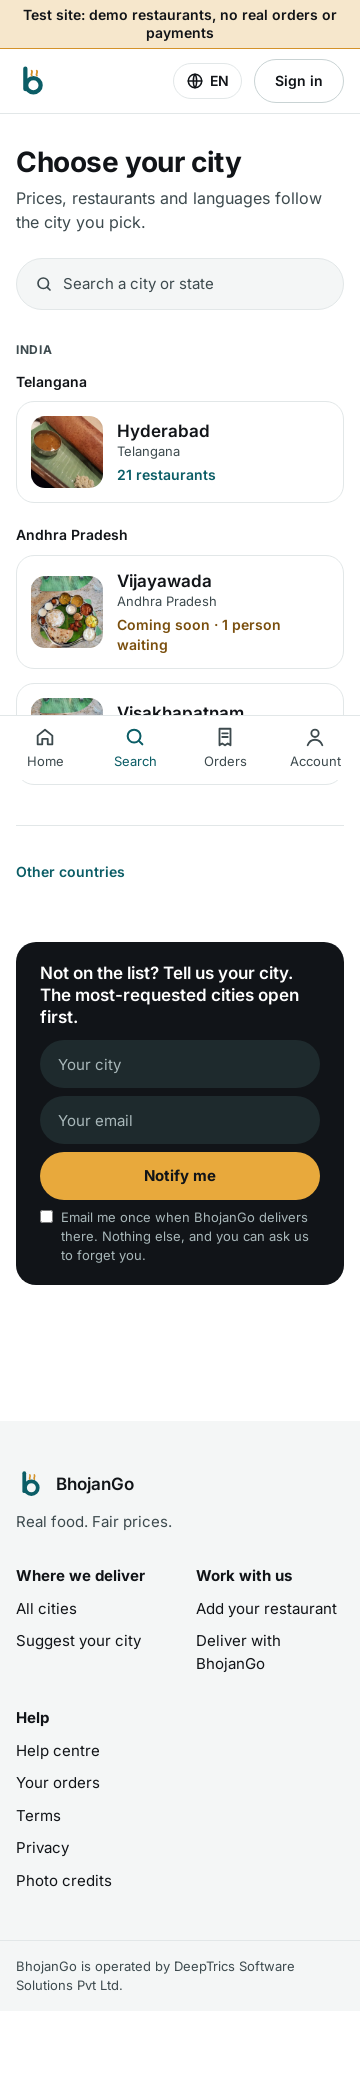 Test site: demo restaurants, no real orders or
payments
EN
Sign in
Choose your city
Prices, restaurants and languages follow
the city you pick.
Search a city or state
INDIA
Telangana
Hyderabad
Telangana
21 restaurants
Andhra Pradesh
Vijayawada
Andhra Pradesh
Coming soon · 1 person
waiting
Visakhapatnam
Home
Search
Orders
Account
Other countries
Not on the list? Tell us your city.
The most-requested cities open
first.
Your city
Your email
Notify me
Email me once when BhojanGo delivers
there. Nothing else, and you can ask us
to forget you.
BhojanGo
Real food. Fair prices.
Where we deliver
All cities
Suggest your city
Work with us
Add your restaurant
Deliver with
BhojanGo
Help
Help centre
Your orders
Terms
Privacy
Photo credits
BhojanGo is operated by DeepTrics Software
Solutions Pvt Ltd.